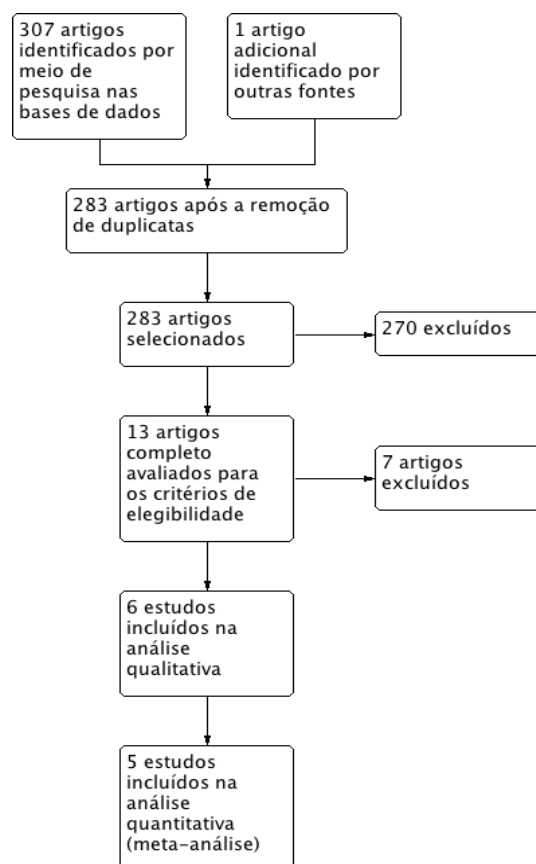 307 artigos
identificados por
meio de
pesquisa nas
bases de dados
1 artigo
adicional
identificado por
outras fontes
283 artigos após a remoção
de duplicatas
283 artigos
selecionados
270 excluídos
13 artigos
completo
avaliados para
os critérios de
elegibilidade
7 artigos
excluídos
6 estudos
incluídos na
análise
qualitativa
5 estudos
incluídos na
análise
quantitativa
(meta-análise)